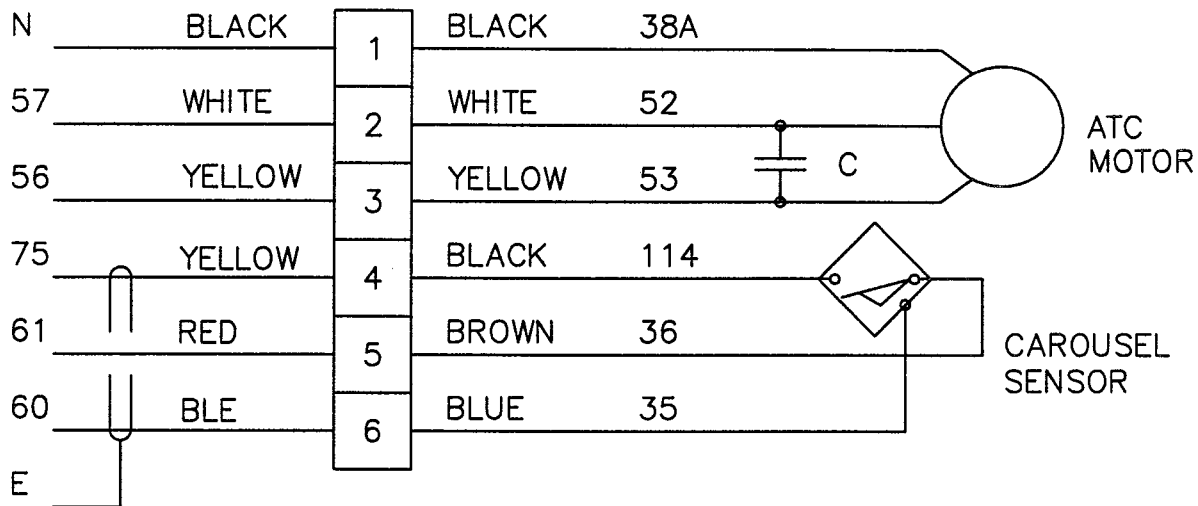 N BLACK 1 BLACK 38A
57 WHITE 2 WHITE 52
ATC
MOTOR
56 YELLOW 3 YELLOW 53 C
75 YELLOW 4 BLACK 114
61 RED 5 BROWN 36
CAROUSEL
SENSOR
60 BLE 6 BLUE 35
E